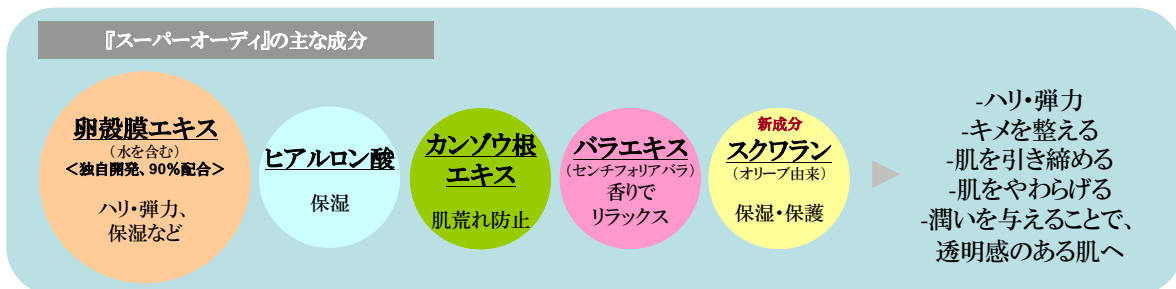 『スーパーオーディ』の主な成分
卵殻膜エキス
（水を含む）
＜独自開発、90％配合＞
ハリ・弾力、
保湿など
ヒアルロン酸
保湿
カンゾウ根
エキス
肌荒れ防止
バラエキス
（センチフォリアバラ）
香りで
リラックス
新成分
スクワラン
（オリーブ由来）
保湿・保護
-ハリ・弾力
-キメを整える
-肌を引き締める
-肌をやわらげる
-潤いを与えることで、
透明感のある肌へ